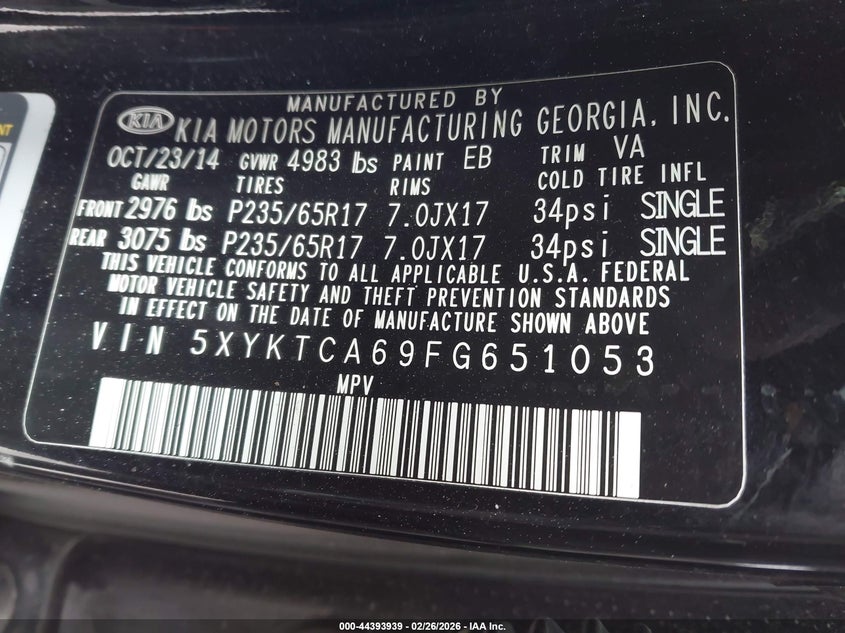 MANUFACTURED BY
KIA KIA MOTORS MANUFACTURING GEORGIA, INC.
OCT/23/14 GVWR 4983 lbs PAINT EB TRIM VA
GAWR TIRES RIMS COLD TIRE INFL
FRONT 2976 lbs P235/65R17 7.0JX17 34psi SINGLE
REAR 3075 lbs P235/65R17 7.0JX17 34psi SINGLE
THIS VEHICLE CONFORMS TO ALL APPLICABLE U.S.A. FEDERAL
MOTOR VEHICLE SAFETY AND THEFT PREVENTION STANDARDS
IN EFFECT ON THE DATE OF MANUFACTURE SHOWN ABOVE
VIN 5XYKTCA69FG651053
MPV
000-44393939 - 02/26/2026 - IAA Inc.